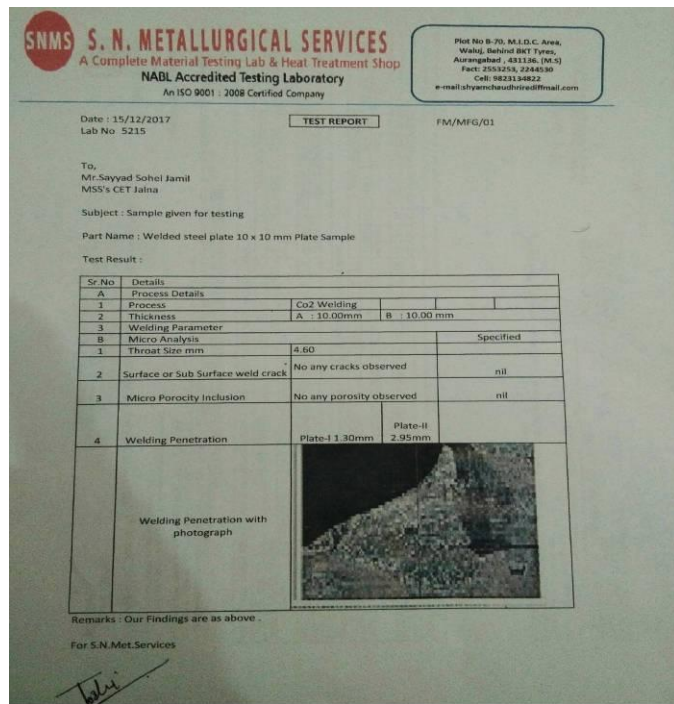 SNMS
S. N. METALLURGICAL SERVICES
A Complete Material Testing Lab & Heat Treatment Shop
NABL Accredited Testing Laboratory
An ISO 9001 : 2008 Certified Company
Plot No B-70, M.I.D.C. Area,
Waluj, Behind BKT Tyres,
Aurangabad , 431136. (M.S)
Fact: 2553253, 2244530
Cell: 9823134822
e-mail:shyamchaudhrirediffmail.com
Date : 15/12/2017 TEST REPORT FM/MFG/01
Lab No 5215
To,
Mr.Sayyad Sohel Jamil
MSS's CET Jalna
Subject : Sample given for testing
Part Name : Welded steel plate 10 x 10 mm Plate Sample
Test Result :
Sr.No Details
A Process Details
1 Process Co2 Welding
2 Thickness A : 10.00mm B : 10.00 mm
3 Welding Parameter
B Micro Analysis Specified
1 Throat Size mm 4.60
2 Surface or Sub Surface weld crack No any cracks observed nil
3 Micro Porocity Inclusion No any porosity observed nil
4 Welding Penetration Plate-I 1.30mm Plate-II 2.95mm
Welding Penetration with
photograph
Remarks : Our Findings are as above .
For S.N.Met.Services